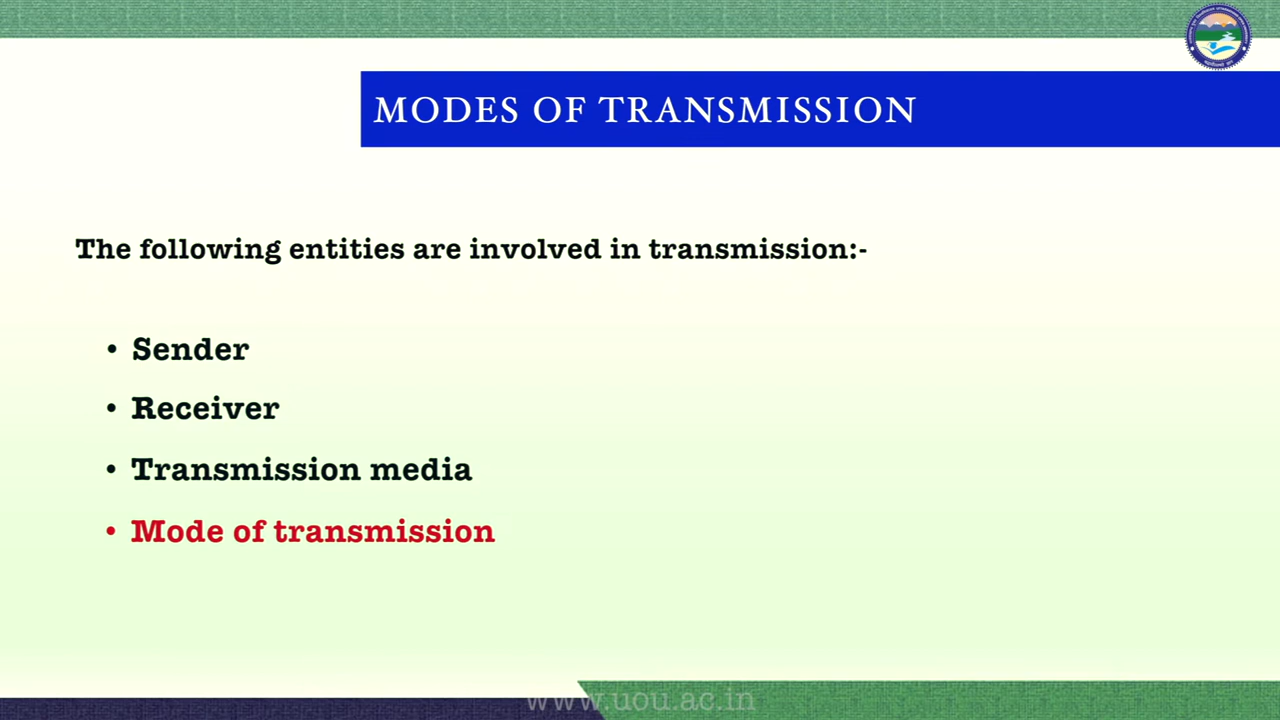 MODES OF TRANSMISSION
The following entities are involved in transmission:-
• Sender
• Receiver
• Transmission media
• Mode of transmission
www.uou.ac.in